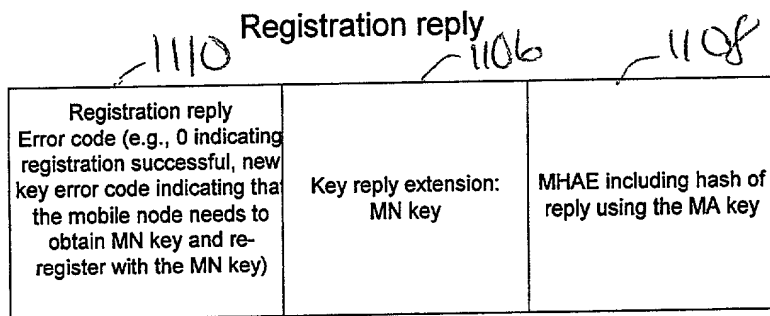 Registration reply
1110
1106
1108
Registration reply
Error code (e.g., 0 indicating
registration successful, new
key error code indicating that
the mobile node needs to
obtain MN key and re-
register with the MN key)
Key reply extension:
MN key
MHAE including hash of
reply using the MA key